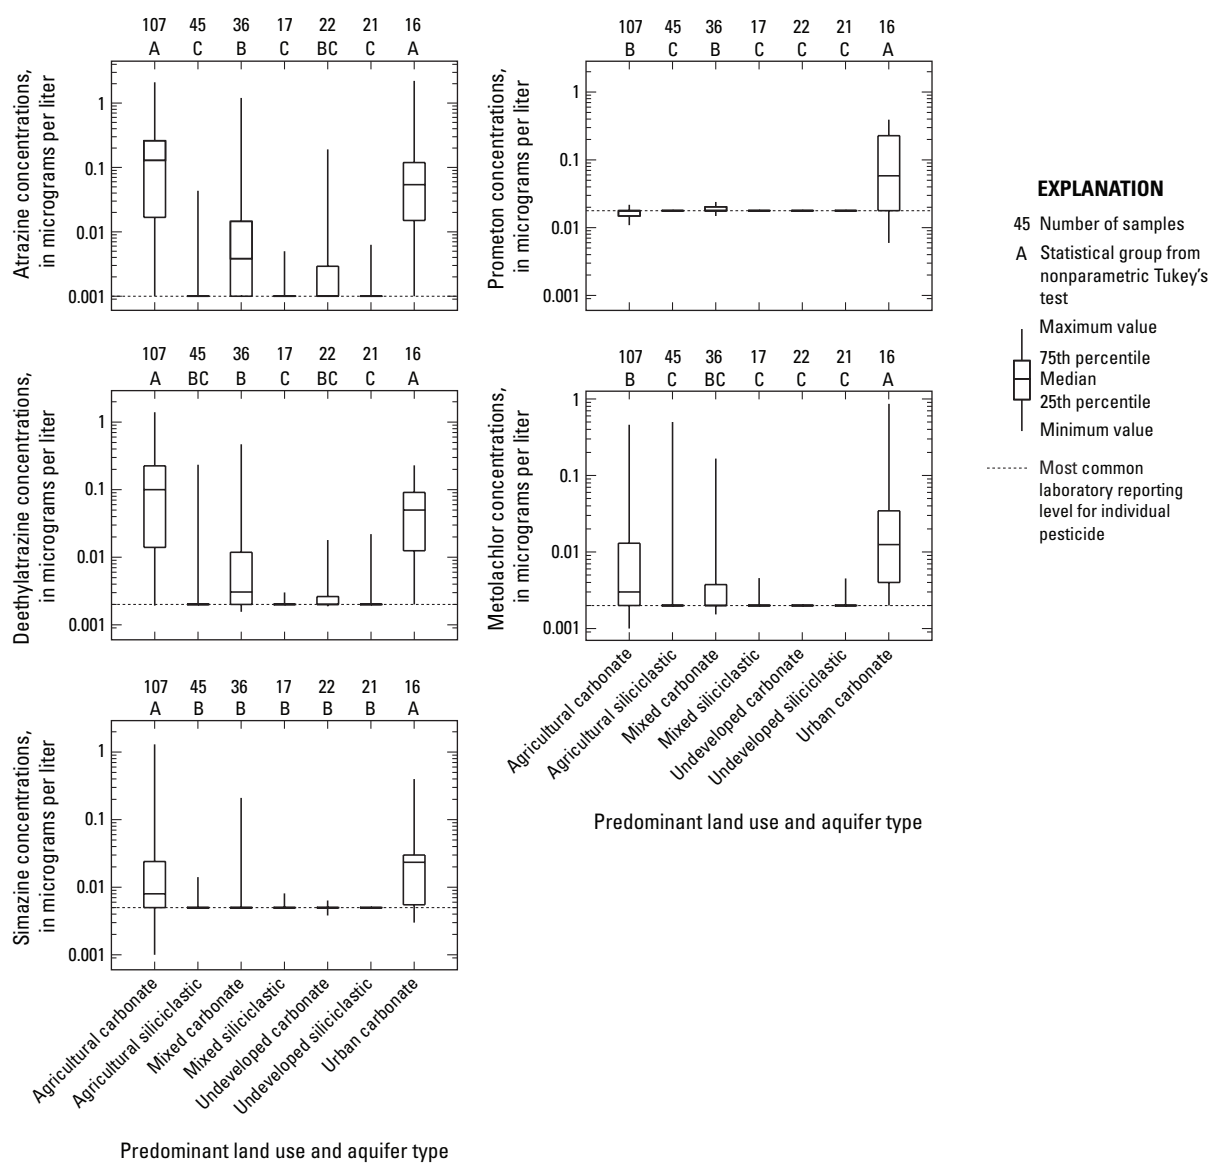 107 45 36 17 22 21 16
A C B C BC C A
Atrazine concentrations,
in micrograms per liter
1
0.1
0.01
0.001
107 45 36 17 22 21 16
B C B C C C A
Prometon concentrations,
in micrograms per liter
1
0.1
0.01
0.001
EXPLANATION
45 Number of samples
A Statistical group from
nonparametric Tukey's
test
Maximum value
75th percentile
Median
25th percentile
Minimum value
Most common
laboratory reporting
level for individual
pesticide
107 45 36 17 22 21 16
A BC B C BC C A
Deethylatrazine concentrations,
in micrograms per liter
1
0.1
0.01
0.001
107 45 36 17 22 21 16
B C BC C C C A
Metolachlor concentrations,
in micrograms per liter
1
0.1
0.01
0.001
Agricultural carbonate
Agricultural siliciclastic
Mixed carbonate
Mixed siliciclastic
Undeveloped carbonate
Undeveloped siliciclastic
Urban carbonate
Predominant land use and aquifer type
107 45 36 17 22 21 16
A B B B B B A
Simazine concentrations,
in micrograms per liter
1
0.1
0.01
0.001
Agricultural carbonate
Agricultural siliciclastic
Mixed carbonate
Mixed siliciclastic
Undeveloped carbonate
Undeveloped siliciclastic
Urban carbonate
Predominant land use and aquifer type